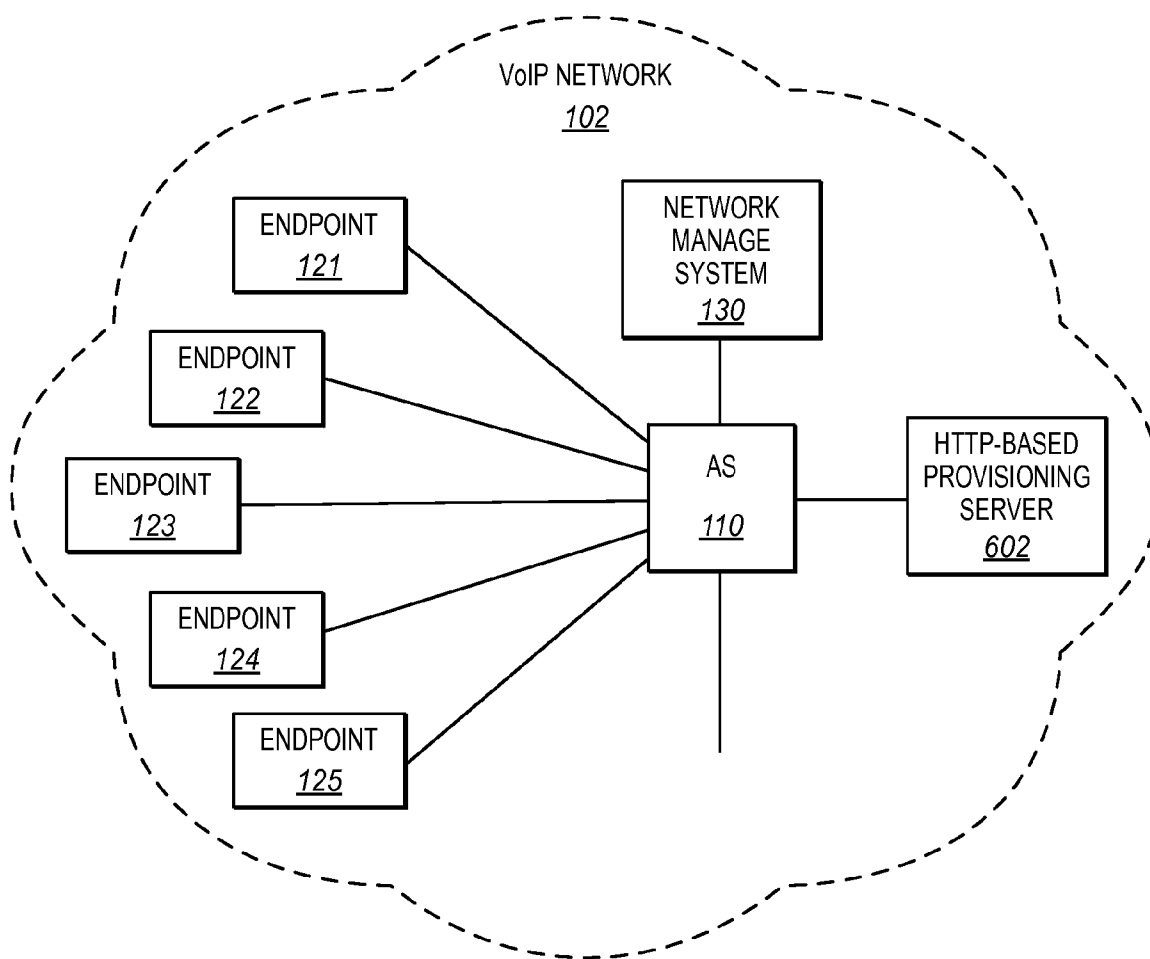 VoIP NETWORK
102
ENDPOINT
121
NETWORK
MANAGE
SYSTEM
130
ENDPOINT
122
ENDPOINT
123
AS
110
HTTP-BASED
PROVISIONING
SERVER
602
ENDPOINT
124
ENDPOINT
125